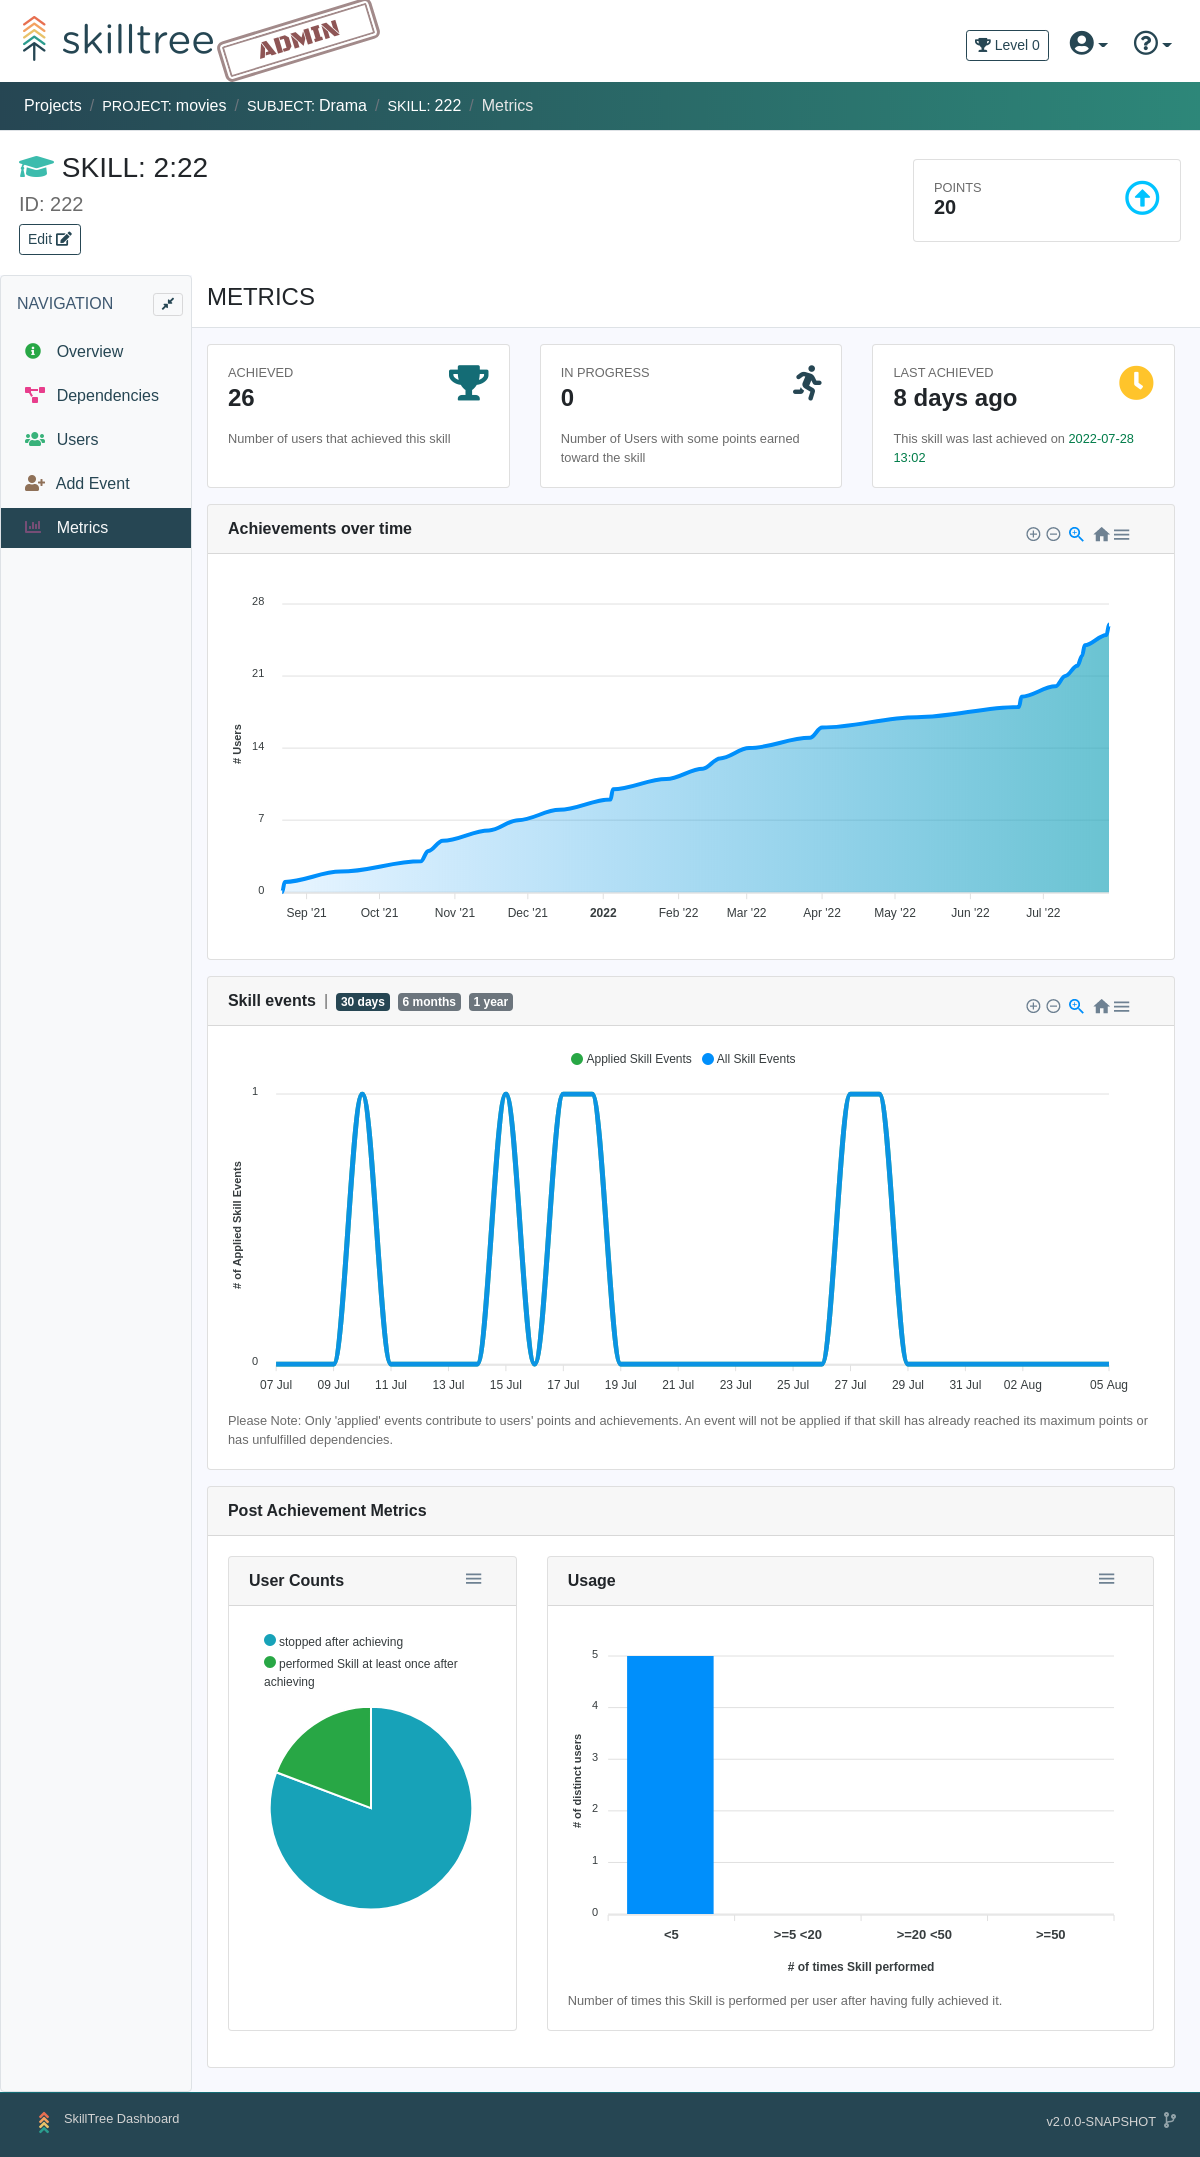 skilltree
ADMIN
Level 0
Projects / PROJECT: movies / SUBJECT: Drama / SKILL: 222 / Metrics
SKILL: 2:22
ID: 222
Edit
POINTS
20
NAVIGATION
Overview
Dependencies
Users
Add Event
Metrics
METRICS
ACHIEVED
26
Number of users that achieved this skill
IN PROGRESS
0
Number of Users with some points earned
toward the skill
LAST ACHIEVED
8 days ago
This skill was last achieved on 2022-07-28
13:02
Achievements over time
# Users
28
21
14
7
0
Sep '21 Oct '21 Nov '21 Dec '21 2022 Feb '22 Mar '22 Apr '22 May '22 Jun '22 Jul '22
Skill events | 30 days 6 months 1 year
Applied Skill Events All Skill Events
# of Applied Skill Events
1
0
07 Jul 09 Jul 11 Jul 13 Jul 15 Jul 17 Jul 19 Jul 21 Jul 23 Jul 25 Jul 27 Jul 29 Jul 31 Jul 02 Aug 05 Aug
Please Note: Only 'applied' events contribute to users' points and achievements. An event will not be applied if that skill has already reached its maximum points or
has unfulfilled dependencies.
Post Achievement Metrics
User Counts
stopped after achieving
performed Skill at least once after
achieving
Usage
# of distinct users
5
4
3
2
1
0
<5 >=5 <20 >=20 <50 >=50
# of times Skill performed
Number of times this Skill is performed per user after having fully achieved it.
SkillTree Dashboard
v2.0.0-SNAPSHOT